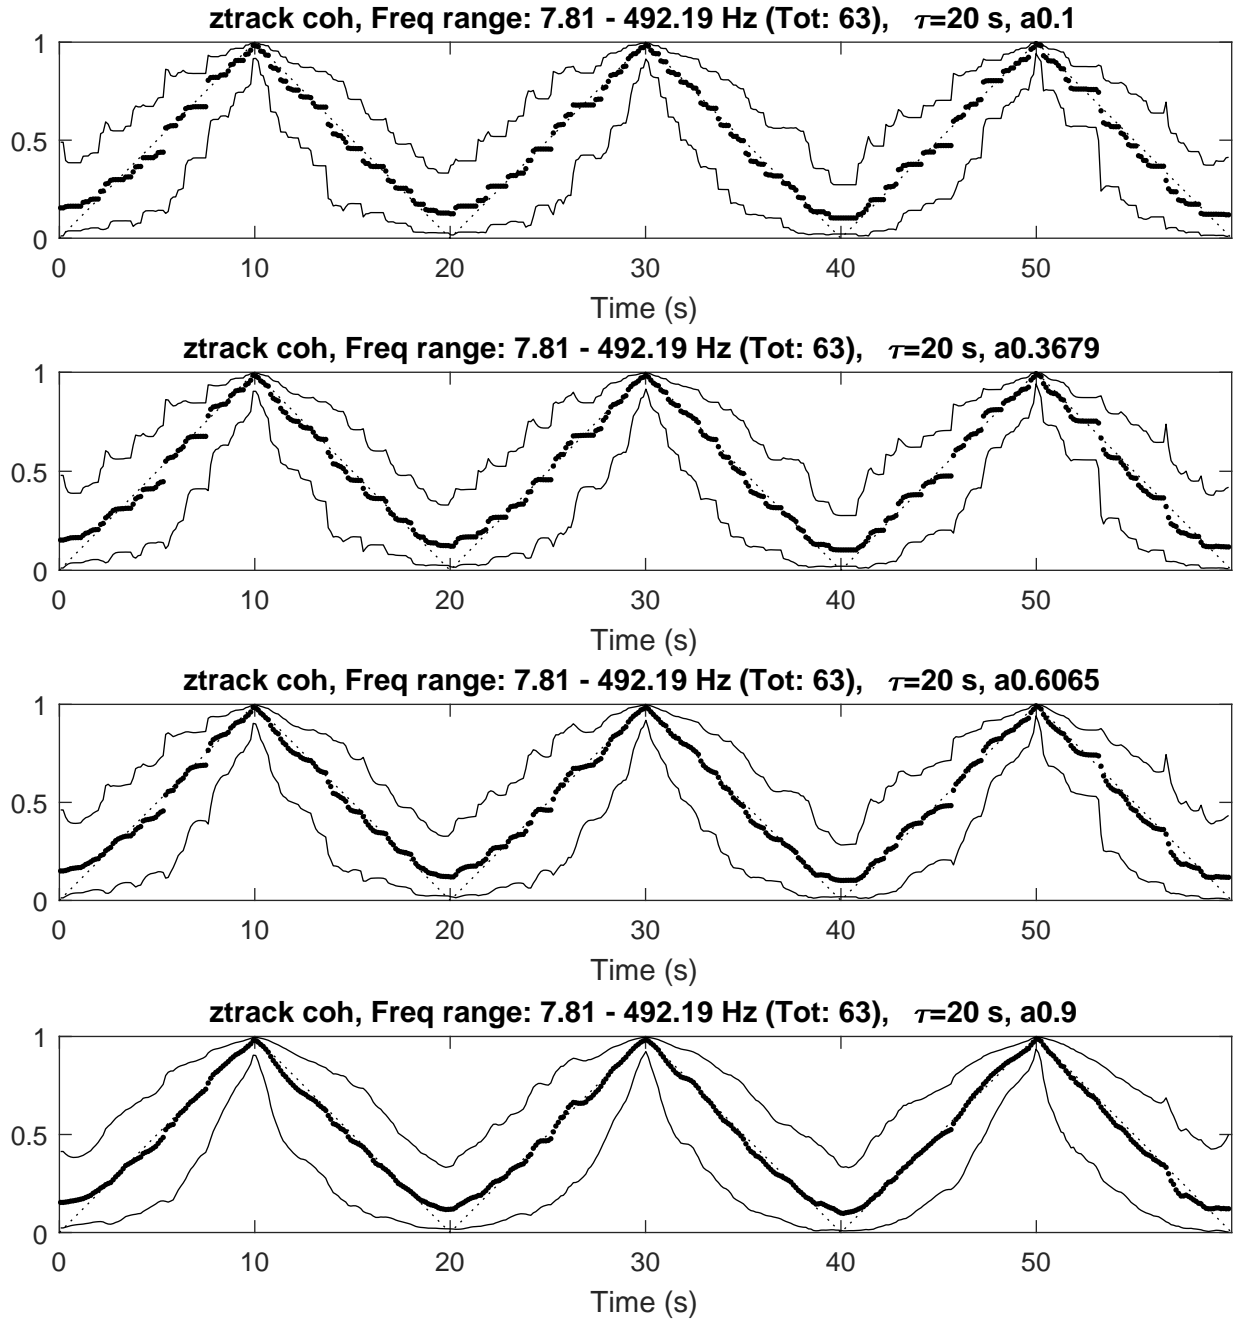 ztrack coh, Freq range: 7.81 - 492.19 Hz (Tot: 63), τ=20 s, a0.1
1
0.5
0
0 10 20 30 40 50
Time (s)
ztrack coh, Freq range: 7.81 - 492.19 Hz (Tot: 63), τ=20 s, a0.3679
1
0.5
0
0 10 20 30 40 50
Time (s)
ztrack coh, Freq range: 7.81 - 492.19 Hz (Tot: 63), τ=20 s, a0.6065
1
0.5
0
0 10 20 30 40 50
Time (s)
ztrack coh, Freq range: 7.81 - 492.19 Hz (Tot: 63), τ=20 s, a0.9
1
0.5
0
0 10 20 30 40 50
Time (s)